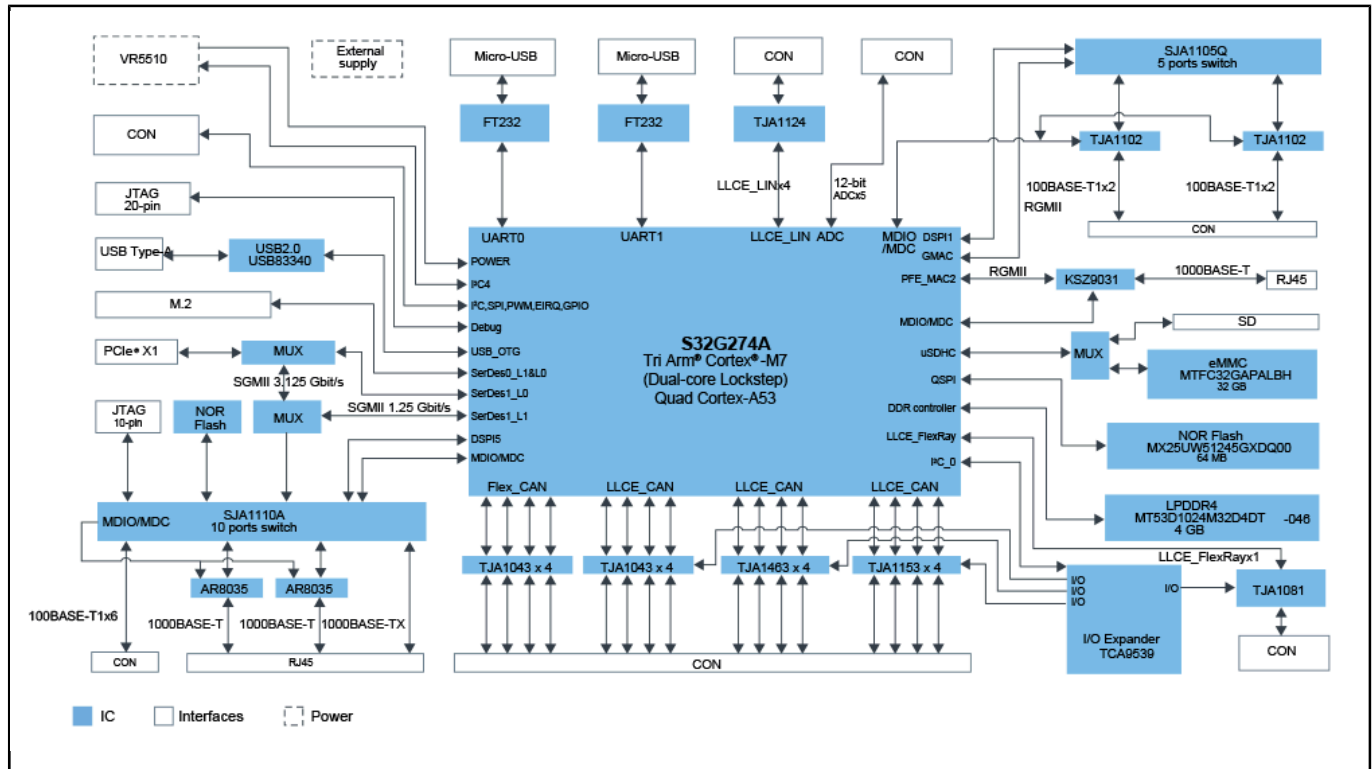 VR5510
External
supply
Micro-USB
Micro-USB
CON
CON
SJA1105Q
5 ports switch
CON
FT232
FT232
TJA1124
TJA1102
TJA1102
JTAG
20-pin
LLCE_LINx4
12-bit
ADCx5
100BASE-T1x2
100BASE-T1x2
RGMII
CON
USB Type-A
USB2.0
USB83340
UART0
UART1
LLCE_LIN
ADC
MDIO
/MDC
DSPI1
GMAC
POWER
I²C4
I²C,SPI,PWM,EIRQ,GPIO
Debug
USB_OTG
SerDes0_L1&L0
SerDes1_L0
SerDes1_L1
DSPI5
MDIO/MDC
PFE_MAC2
MDIO/MDC
uSDHC
QSPI
DDR controller
LLCE_FlexRay
I²C_0
S32G274A
Tri Arm® Cortex®-M7
(Dual-core Lockstep)
Quad Cortex-A53
RGMII
KSZ9031
1000BASE-T
RJ45
M.2
SD
PCIe® X1
MUX
MUX
eMMC
MTFC32GAPALBH
32 GB
SGMII 3.125 Gbit/s
JTAG
10-pin
NOR
Flash
MUX
SGMII 1.25 Gbit/s
NOR Flash
MX25UW51245GXDQ00
64 MB
Flex_CAN
LLCE_CAN
LLCE_CAN
LLCE_CAN
MDIO/MDC
SJA1110A
10 ports switch
LPDDR4
MT53D1024M32D4DT
-046
4 GB
LLCE_FlexRayx1
TJA1043 x 4
TJA1043 x 4
TJA1463 x 4
TJA1153 x 4
AR8035
AR8035
I/O
I/O
I/O
I/O
TJA1081
100BASE-T1x6
1000BASE-T
1000BASE-T
1000BASE-TX
I/O Expander
TCA9539
CON
CON
RJ45
CON
IC
Interfaces
Power